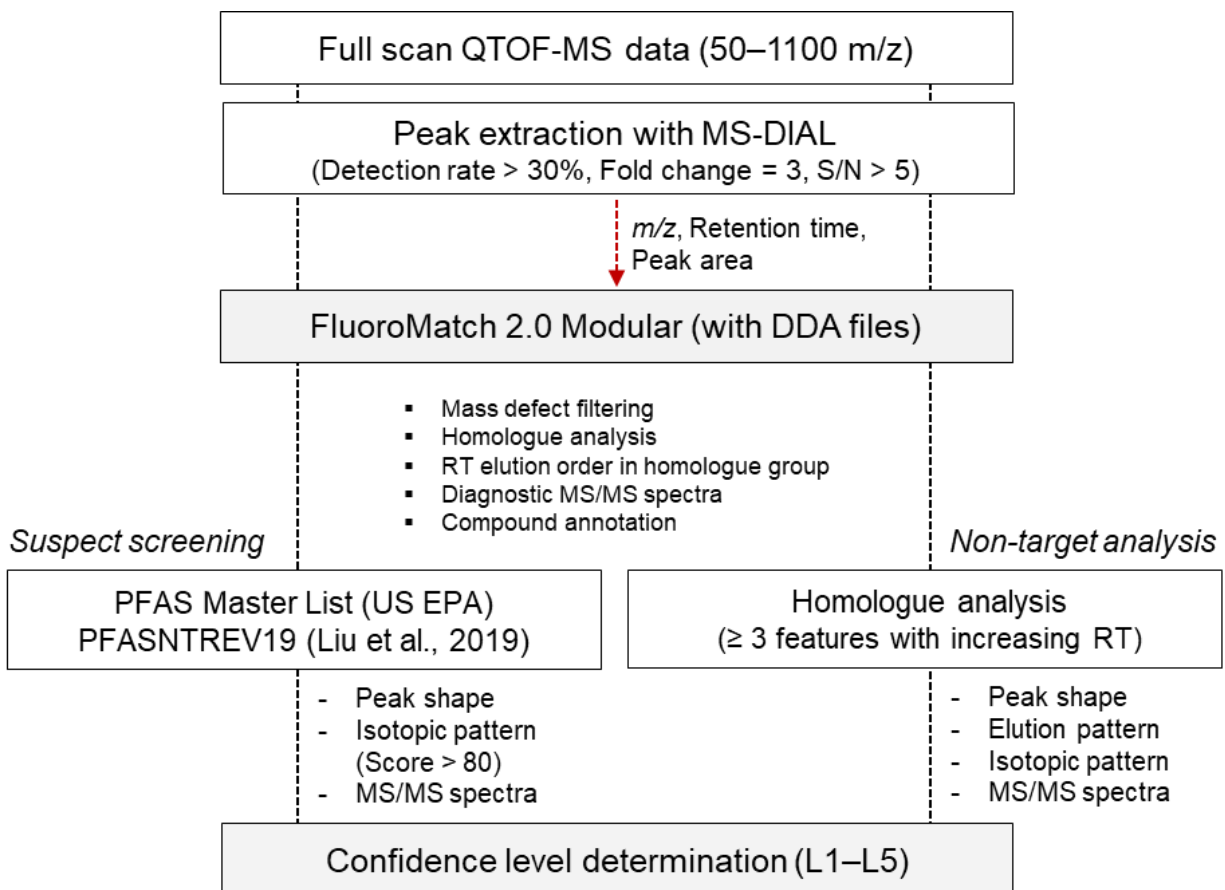 Full scan QTOF-MS data (50–1100 m/z)
Peak extraction with MS-DIAL
(Detection rate > 30%, Fold change = 3, S/N > 5)
m/z, Retention time,
Peak area
FluoroMatch 2.0 Modular (with DDA files)
▪ Mass defect filtering
▪ Homologue analysis
▪ RT elution order in homologue group
▪ Diagnostic MS/MS spectra
▪ Compound annotation
Suspect screening
PFAS Master List (US EPA)
PFASNTREV19 (Liu et al., 2019)
- Peak shape
- Isotopic pattern
(Score > 80)
- MS/MS spectra
Non-target analysis
Homologue analysis
(≥ 3 features with increasing RT)
- Peak shape
- Elution pattern
- Isotopic pattern
- MS/MS spectra
Confidence level determination (L1–L5)